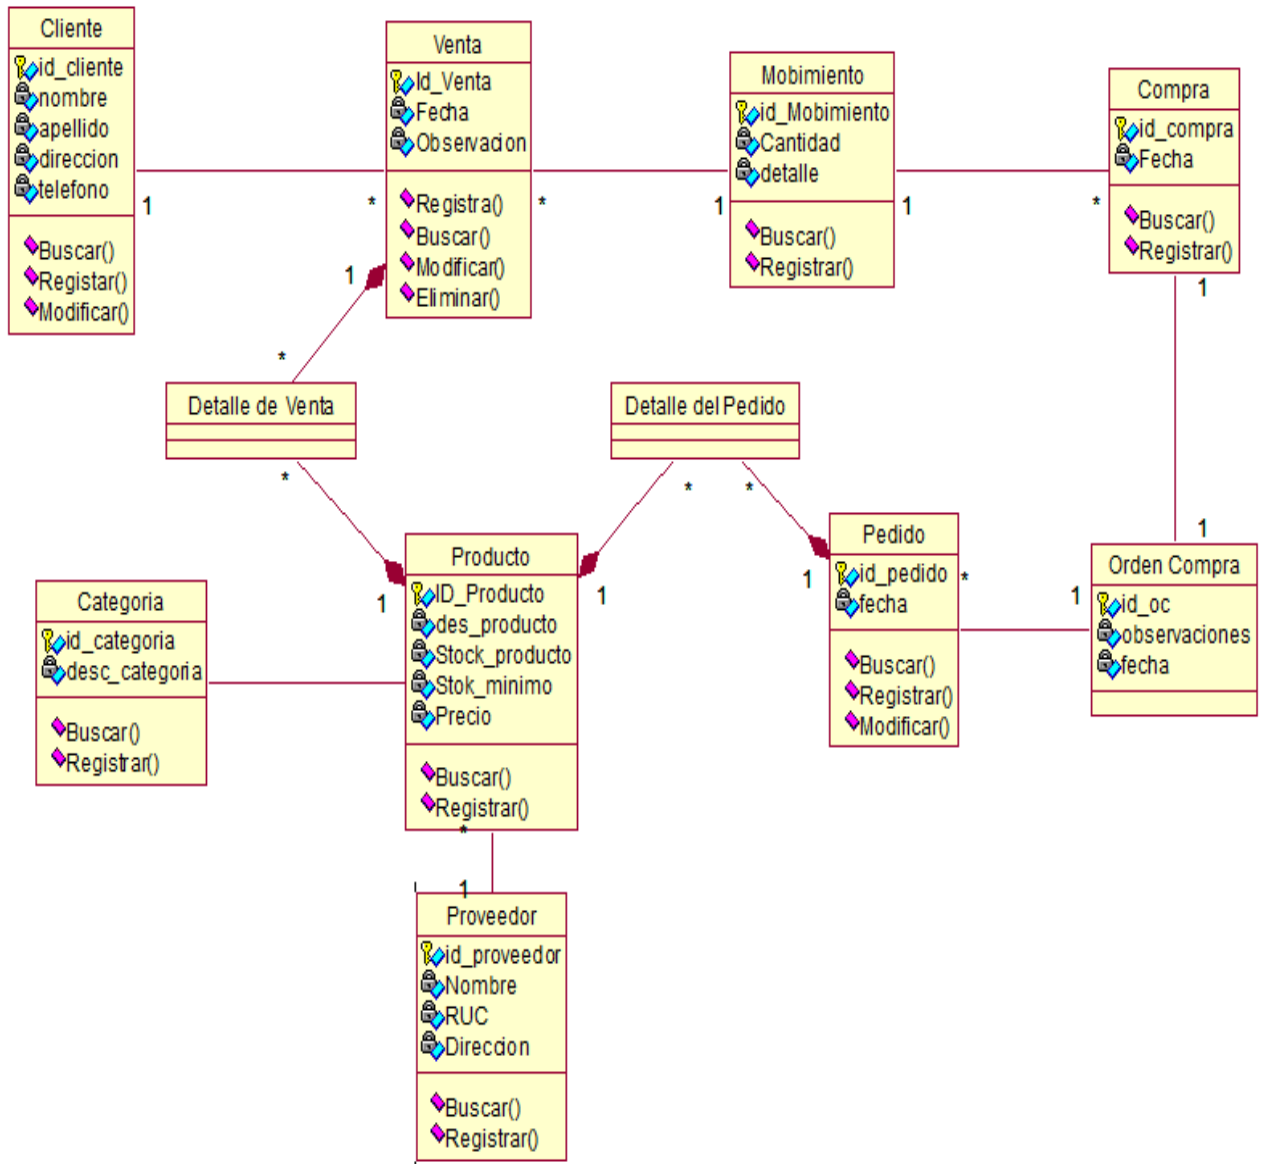 Cliente
id_cliente
nombre
apellido
direccion
telefono
Buscar()
Registar()
Modificar()
1
*
Venta
Id_Venta
Fecha
Observacion
Registra()
Buscar()
Modificar()
Eliminar()
*
1
Mobimiento
id_Mobimiento
Cantidad
detalle
Buscar()
Registrar()
1
*
Compra
id_compra
Fecha
Buscar()
Registrar()
1
1
1
*
Detalle de Venta
*
1
Detalle del Pedido
*
*
1
1
Pedido
id_pedido
fecha
Buscar()
Registrar()
Modificar()
*
1
Orden Compra
id_oc
observaciones
fecha
Categoria
id_categoria
desc_categoria
Buscar()
Registrar()
Producto
ID_Producto
des_producto
Stock_producto
Stok_minimo
Precio
Buscar()
Registrar()
*
1
Proveedor
id_proveedor
Nombre
RUC
Direccion
Buscar()
Registrar()